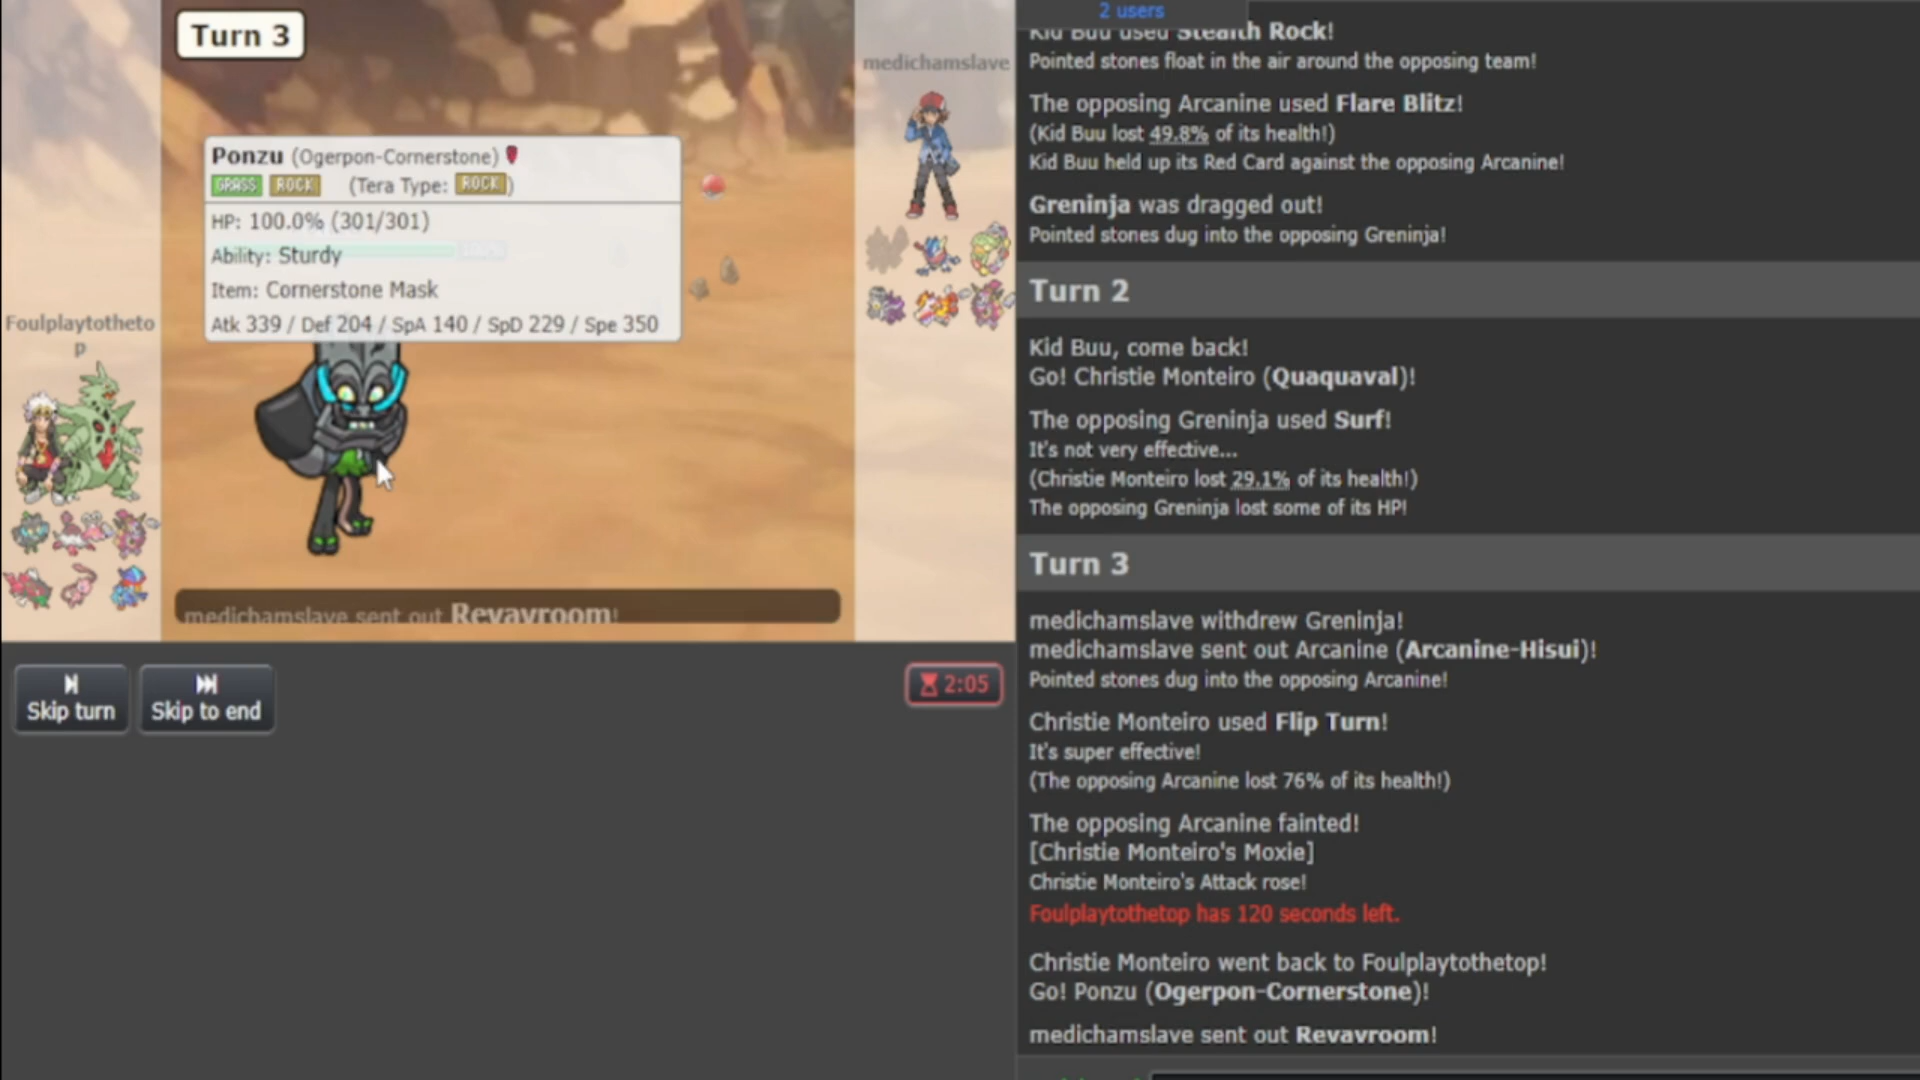 Turn 3
Ponzu (Ogerpon-Cornerstone)
GRASS ROCK (Tera Type: ROCK)
HP: 100.0% (301/301)
Ability: Sturdy
Item: Cornerstone Mask
Atk 339 / Def 204 / SpA 140 / SpD 229 / Spe 350
Foulplaytotheto
p
medichamslave
medichamslave sent out Revavroom!
Skip turn
Skip to end
2:05
2 users
Kid Buu used Stealth Rock!
Pointed stones float in the air around the opposing team!
The opposing Arcanine used Flare Blitz!
(Kid Buu lost 49.8% of its health!)
Kid Buu held up its Red Card against the opposing Arcanine!
Greninja was dragged out!
Pointed stones dug into the opposing Greninja!
Turn 2
Kid Buu, come back!
Go! Christie Monteiro (Quaquaval)!
The opposing Greninja used Surf!
It's not very effective...
(Christie Monteiro lost 29.1% of its health!)
The opposing Greninja lost some of its HP!
Turn 3
medichamslave withdrew Greninja!
medichamslave sent out Arcanine (Arcanine-Hisui)!
Pointed stones dug into the opposing Arcanine!
Christie Monteiro used Flip Turn!
It's super effective!
(The opposing Arcanine lost 76% of its health!)
The opposing Arcanine fainted!
[Christie Monteiro's Moxie]
Christie Monteiro's Attack rose!
Foulplaytothetop has 120 seconds left.
Christie Monteiro went back to Foulplaytothetop!
Go! Ponzu (Ogerpon-Cornerstone)!
medichamslave sent out Revavroom!